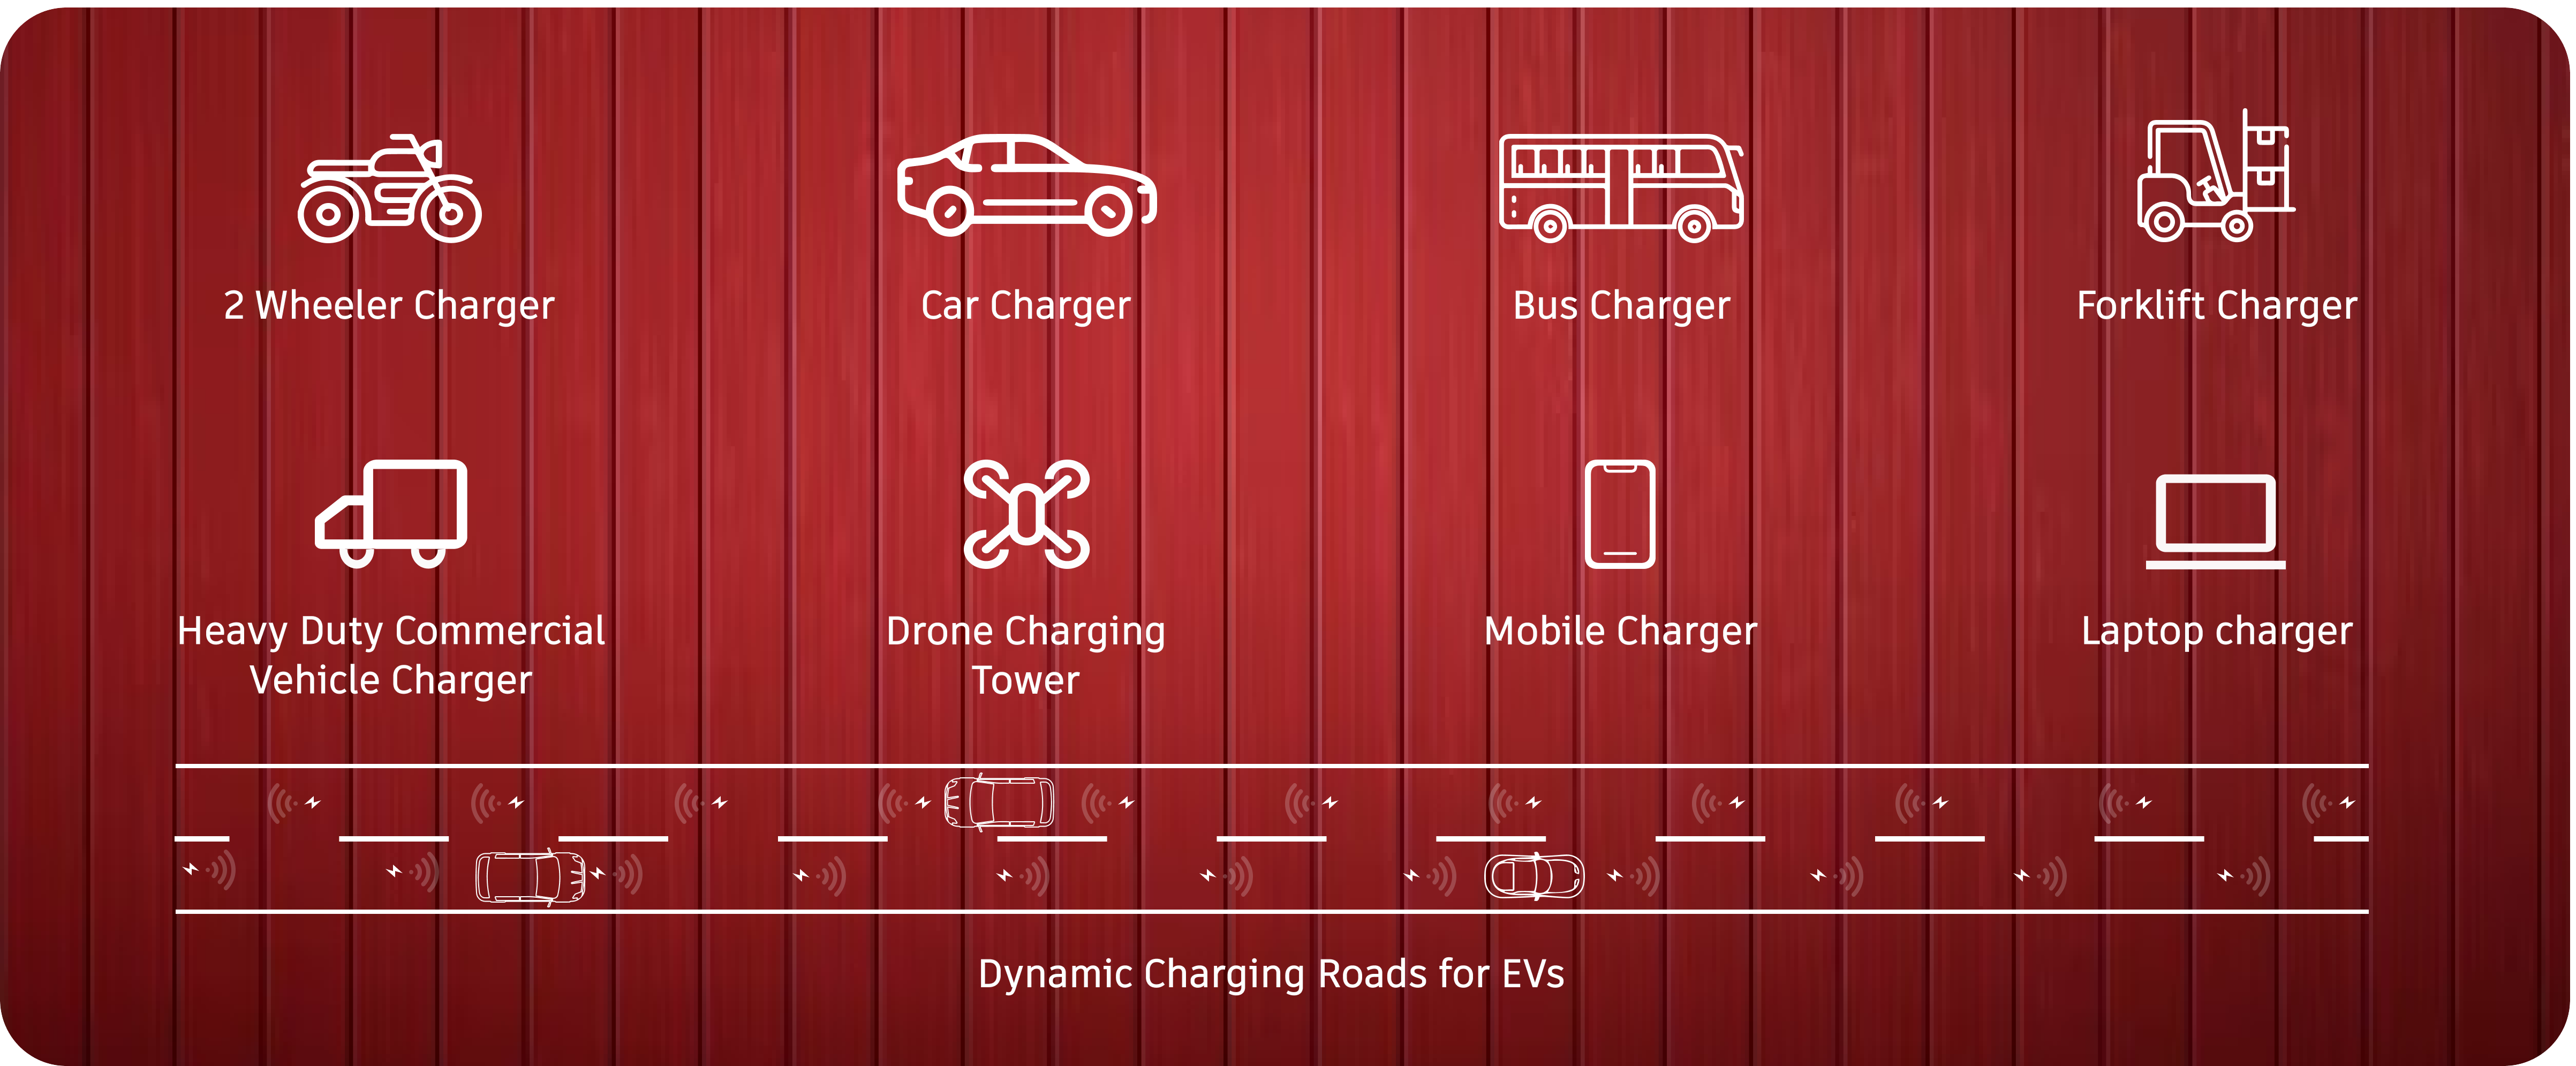 2 Wheeler Charger
Car Charger
Bus Charger
Forklift Charger
Heavy Duty Commercial
Vehicle Charger
Drone Charging
Tower
Mobile Charger
Laptop charger
Dynamic Charging Roads for EVs